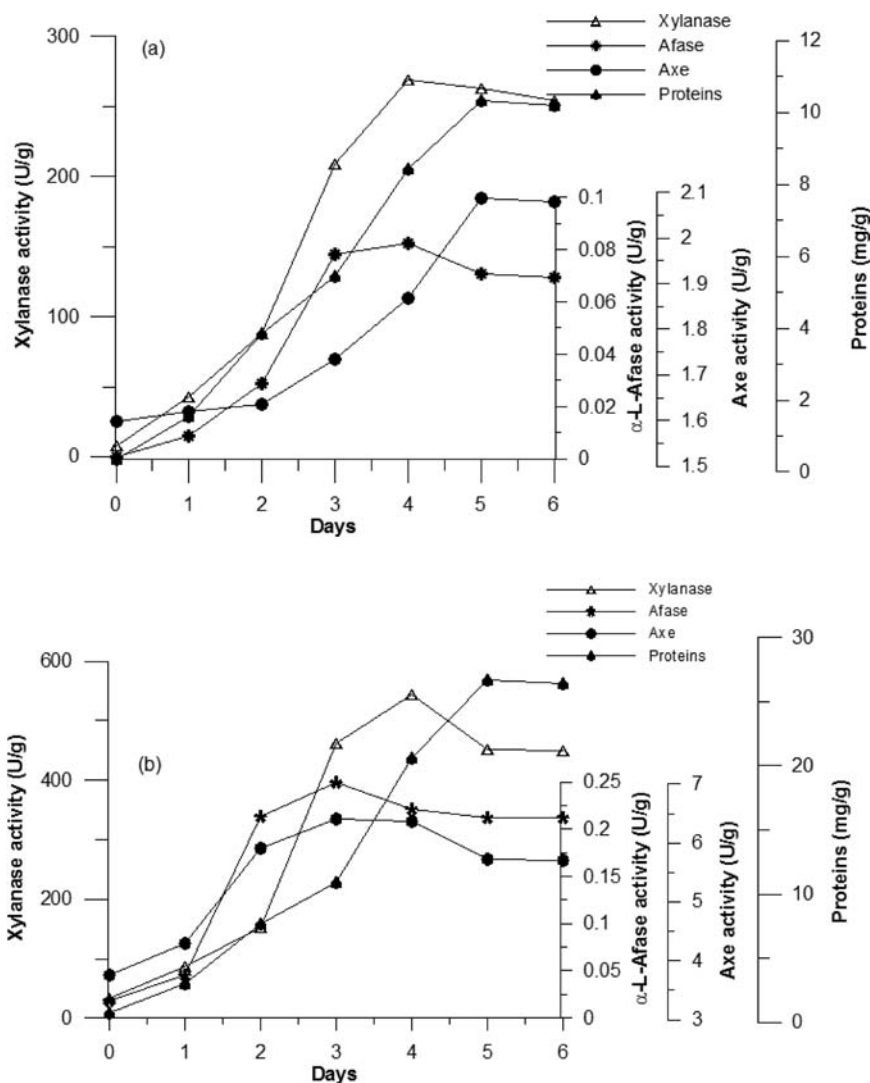 (a)
Xylanase
Afase
Axe
Proteins
300
200
100
0
Xylanase activity (U/g)
0.1
0.08
0.06
0.04
0.02
0
α-L-Afase activity (U/g)
2.1
2
1.9
1.8
1.7
1.6
1.5
Axe activity (U/g)
12
10
8
6
4
2
0
Proteins (mg/g)
0 1 2 3 4 5 6
Days
(b)
Xylanase
Afase
Axe
Proteins
600
400
200
0
Xylanase activity (U/g)
0.25
0.2
0.15
0.1
0.05
0
α-L-Afase activity (U/g)
7
6
5
4
3
Axe activity (U/g)
30
20
10
0
Proteins (mg/g)
0 1 2 3 4 5 6
Days